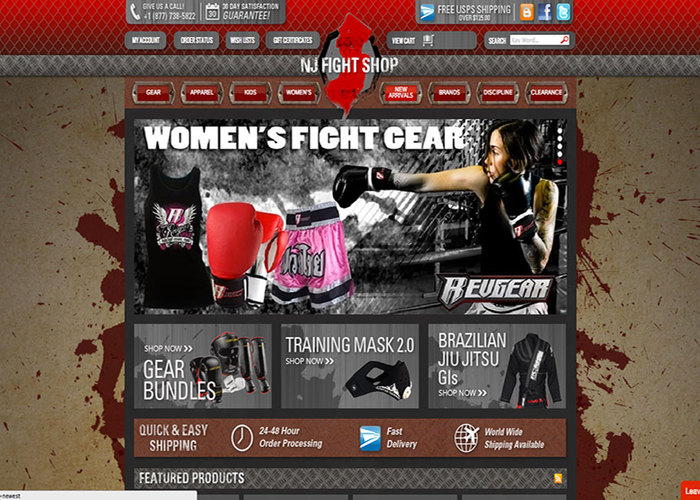 GIVE US A CALL!
+1 (877) 738-5822
30
30 DAY SATISFACTION
GUARANTEE!
FREE USPS SHIPPING
OVER $125.00
MY ACCOUNT
ORDER STATUS
WISH LISTS
GIFT CERTIFICATES
VIEW CART
SEARCH
Key Word...
NJ FIGHT SHOP
GEAR
APPAREL
KIDS
WOMEN'S
NEW
ARRIVALS
BRANDS
DISCIPLINE
CLEARANCE
WOMEN'S FIGHT GEAR
REVGEAR
SHOP NOW >>
GEAR
BUNDLES
TRAINING MASK 2.0
SHOP NOW >>
BRAZILIAN
JIU JITSU
GIs
SHOP NOW >>
QUICK & EASY
SHIPPING
24-48 Hour
Order Processing
Fast
Delivery
World Wide
Shipping Available
FEATURED PRODUCTS
=newest